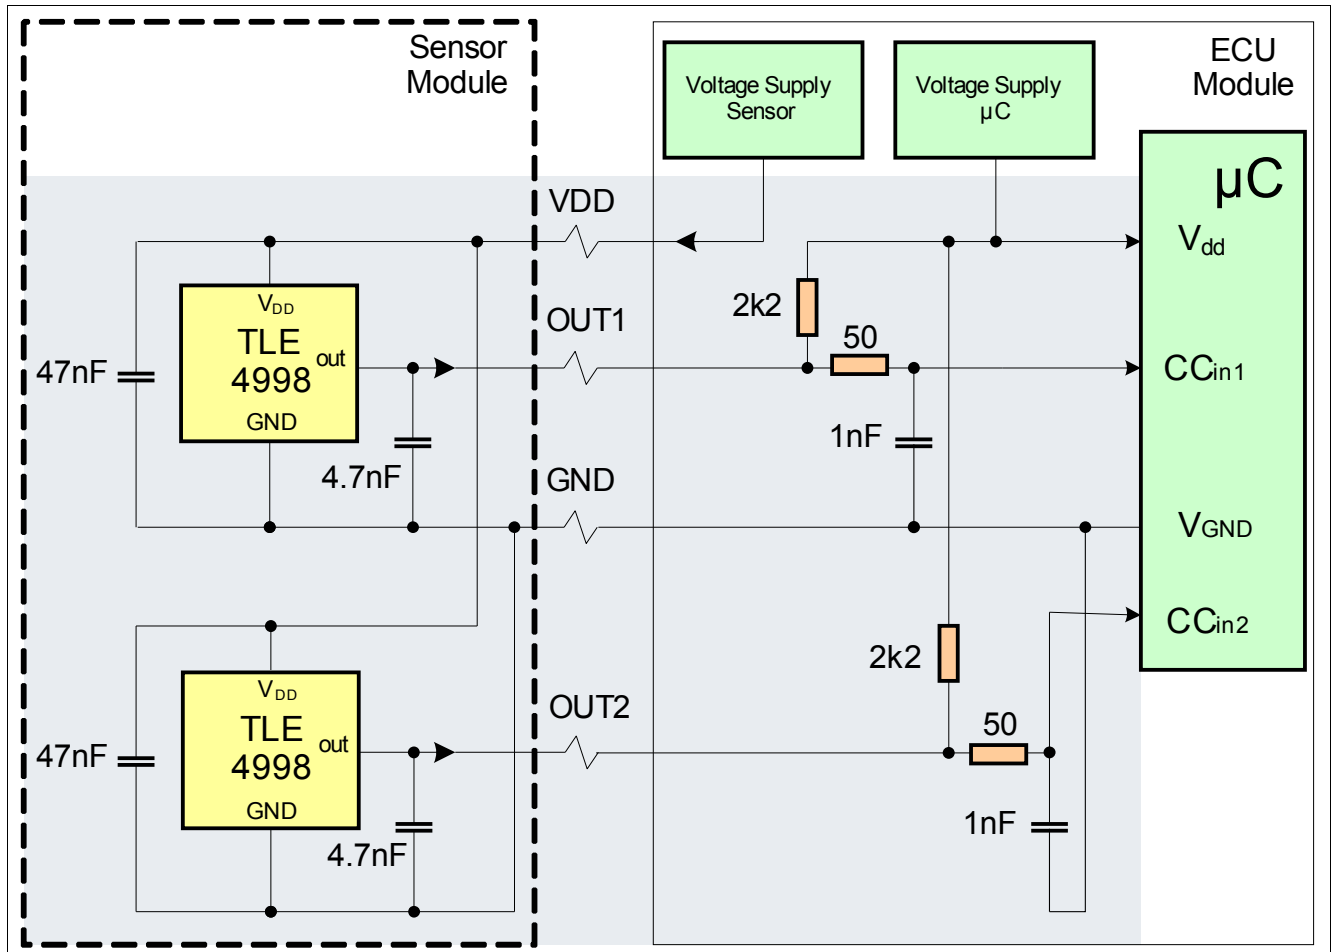 Sensor
Module
Voltage Supply
Sensor
Voltage Supply
µC
ECU
Module
µC
VDD
Vdd
VDD
TLE
4998
out
GND
47nF
4.7nF
OUT1
2k2
50
CCin1
1nF
GND
VGND
CCin2
2k2
VDD
TLE
4998
out
GND
47nF
4.7nF
OUT2
50
1nF